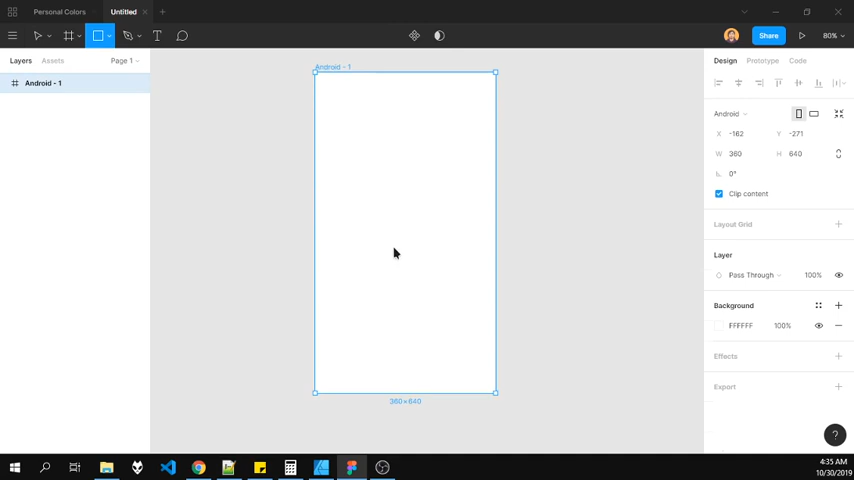 Personal Colors
Untitled
Share
80%
Layers
Assets
Page 1
Design
Prototype
Code
Android - 1
Android - 1
360×640
Android
X
-162
Y
-271
W
360
H
640
0°
Clip content
Layout Grid
Layer
Pass Through
100%
Background
FFFFFF
100%
Effects
Export
?
4:35 AM
10/30/2019